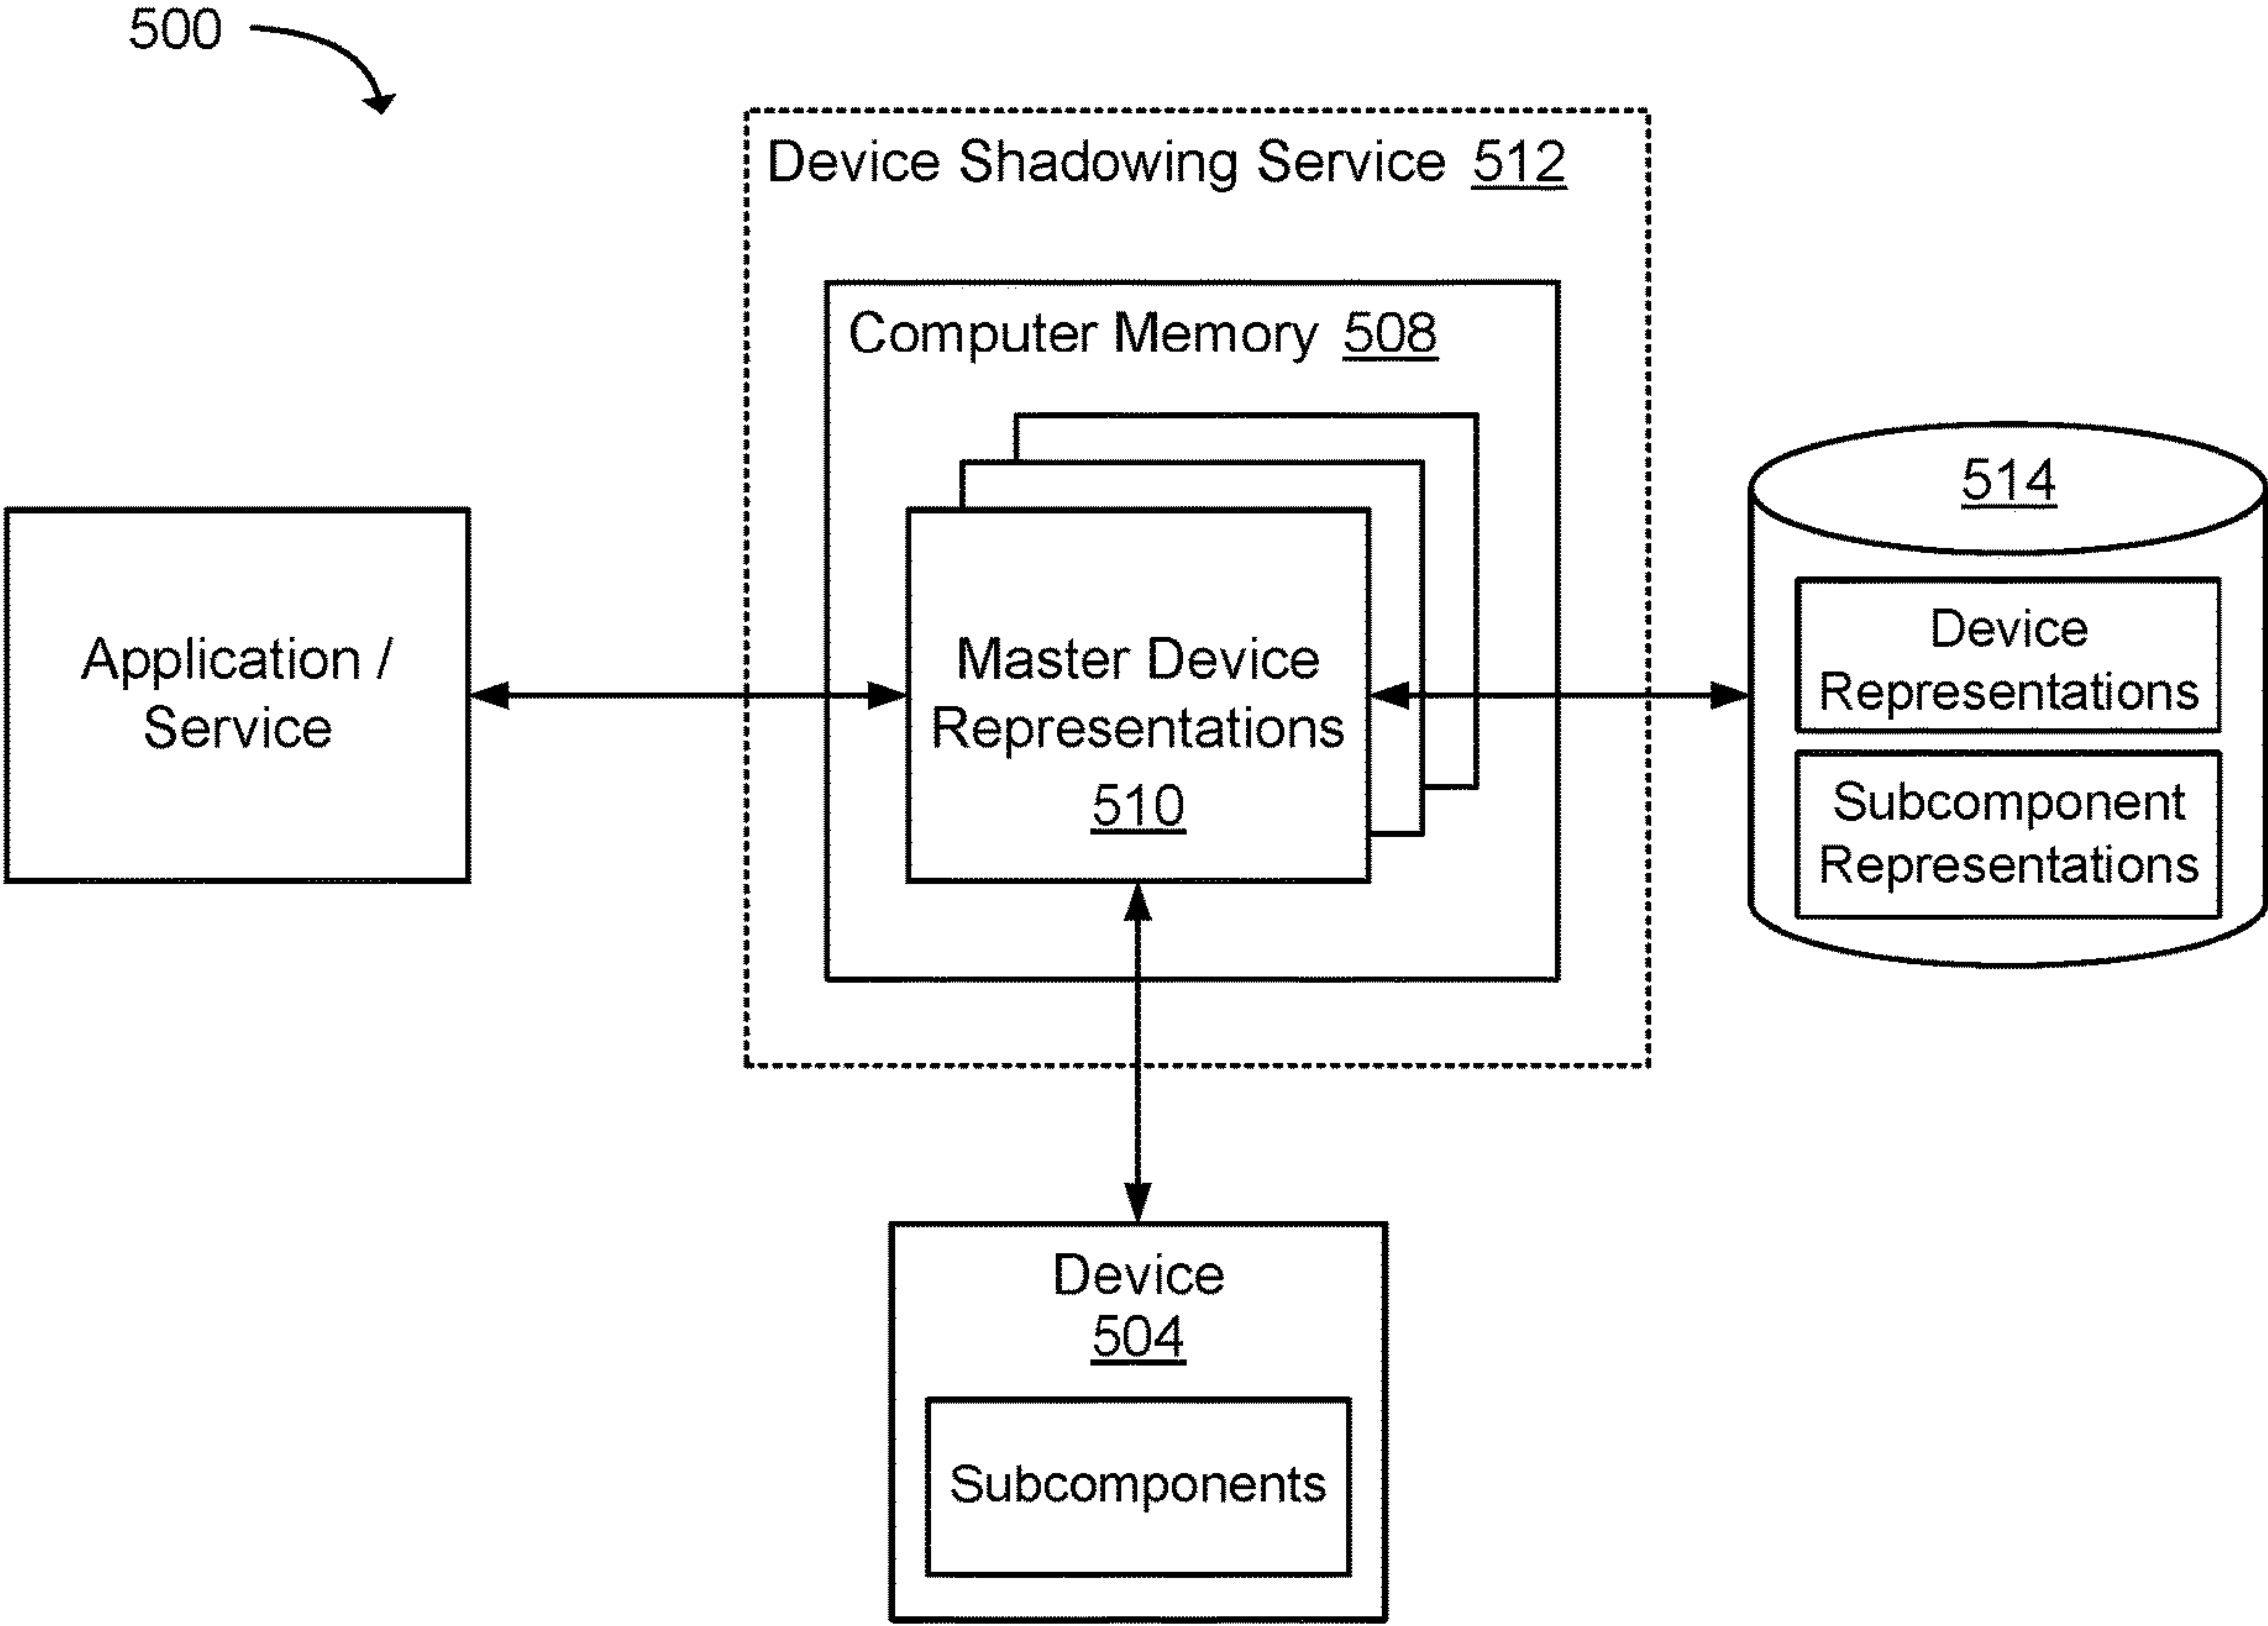 500
Device Shadowing Service 512
Computer Memory 508
Application /
Service
Master Device
Representations
510
514
Device
Representations
Subcomponent
Representations
Device
504
Subcomponents